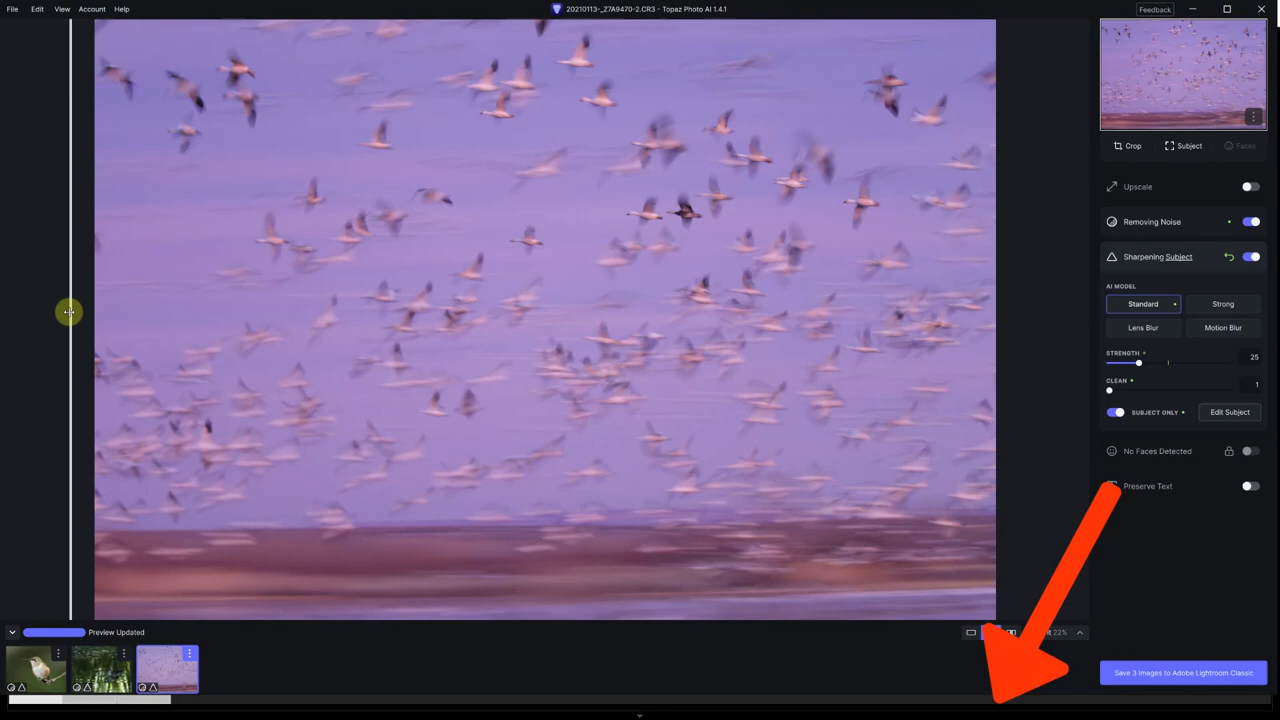 File Edit View Account Help
20210113-_Z7A9470-2.CR3 - Topaz Photo AI 1.4.1
Feedback
Crop Subject Faces
Upscale
Removing Noise
Sharpening Subject
AI MODEL
Standard Strong
Lens Blur Motion Blur
STRENGTH
25
CLEAN
1
SUBJECT ONLY Edit Subject
No Faces Detected
Preserve Text
Preview Updated
22%
Save 3 Images to Adobe Lightroom Classic